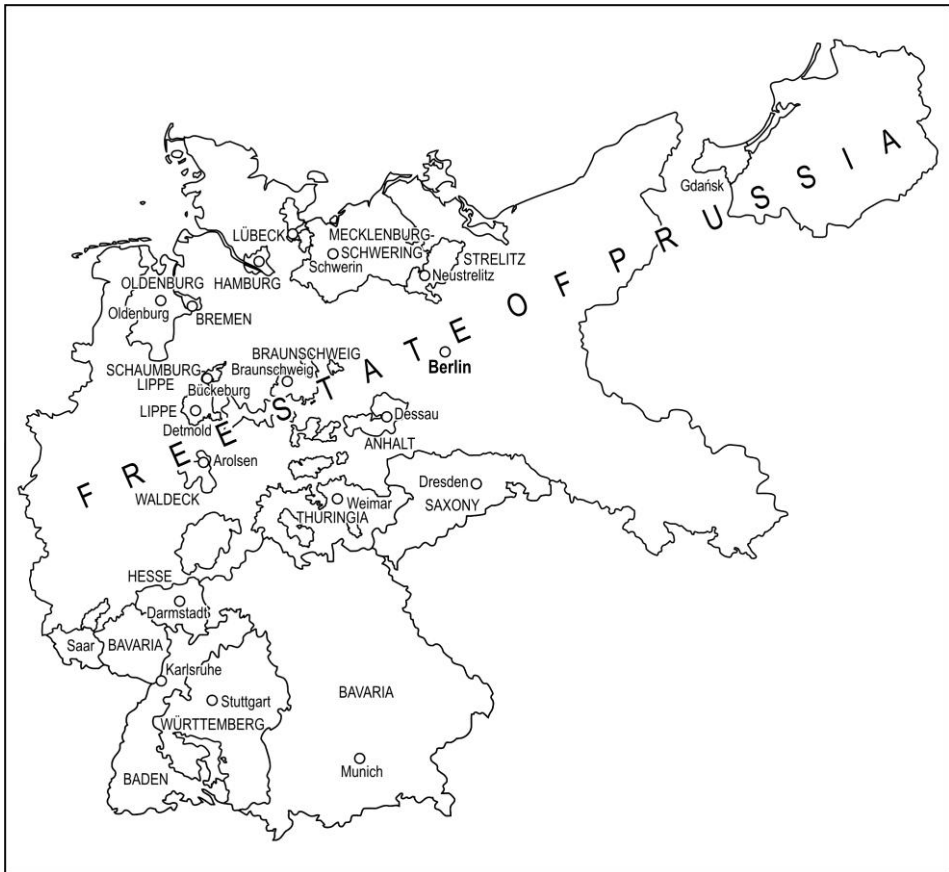 Gdańsk
LÜBECK
MECKLENBURG-
SCHWERING
Schwerin
STRELITZ
Neustrelitz
HAMBURG
OLDENBURG
Oldenburg
BREMEN
FREE STATE OF PRUSSIA
Berlin
BRAUNSCHWEIG
Braunschweig
SCHAUMBURG
LIPPE
Bückeburg
LIPPE
Detmold
Dessau
ANHALT
Arolsen
WALDECK
Dresden
SAXONY
Weimar
THURINGIA
HESSE
Darmstadt
Saar
BAVARIA
Karlsruhe
Stuttgart
WÜRTTEMBERG
BAVARIA
BADEN
Munich